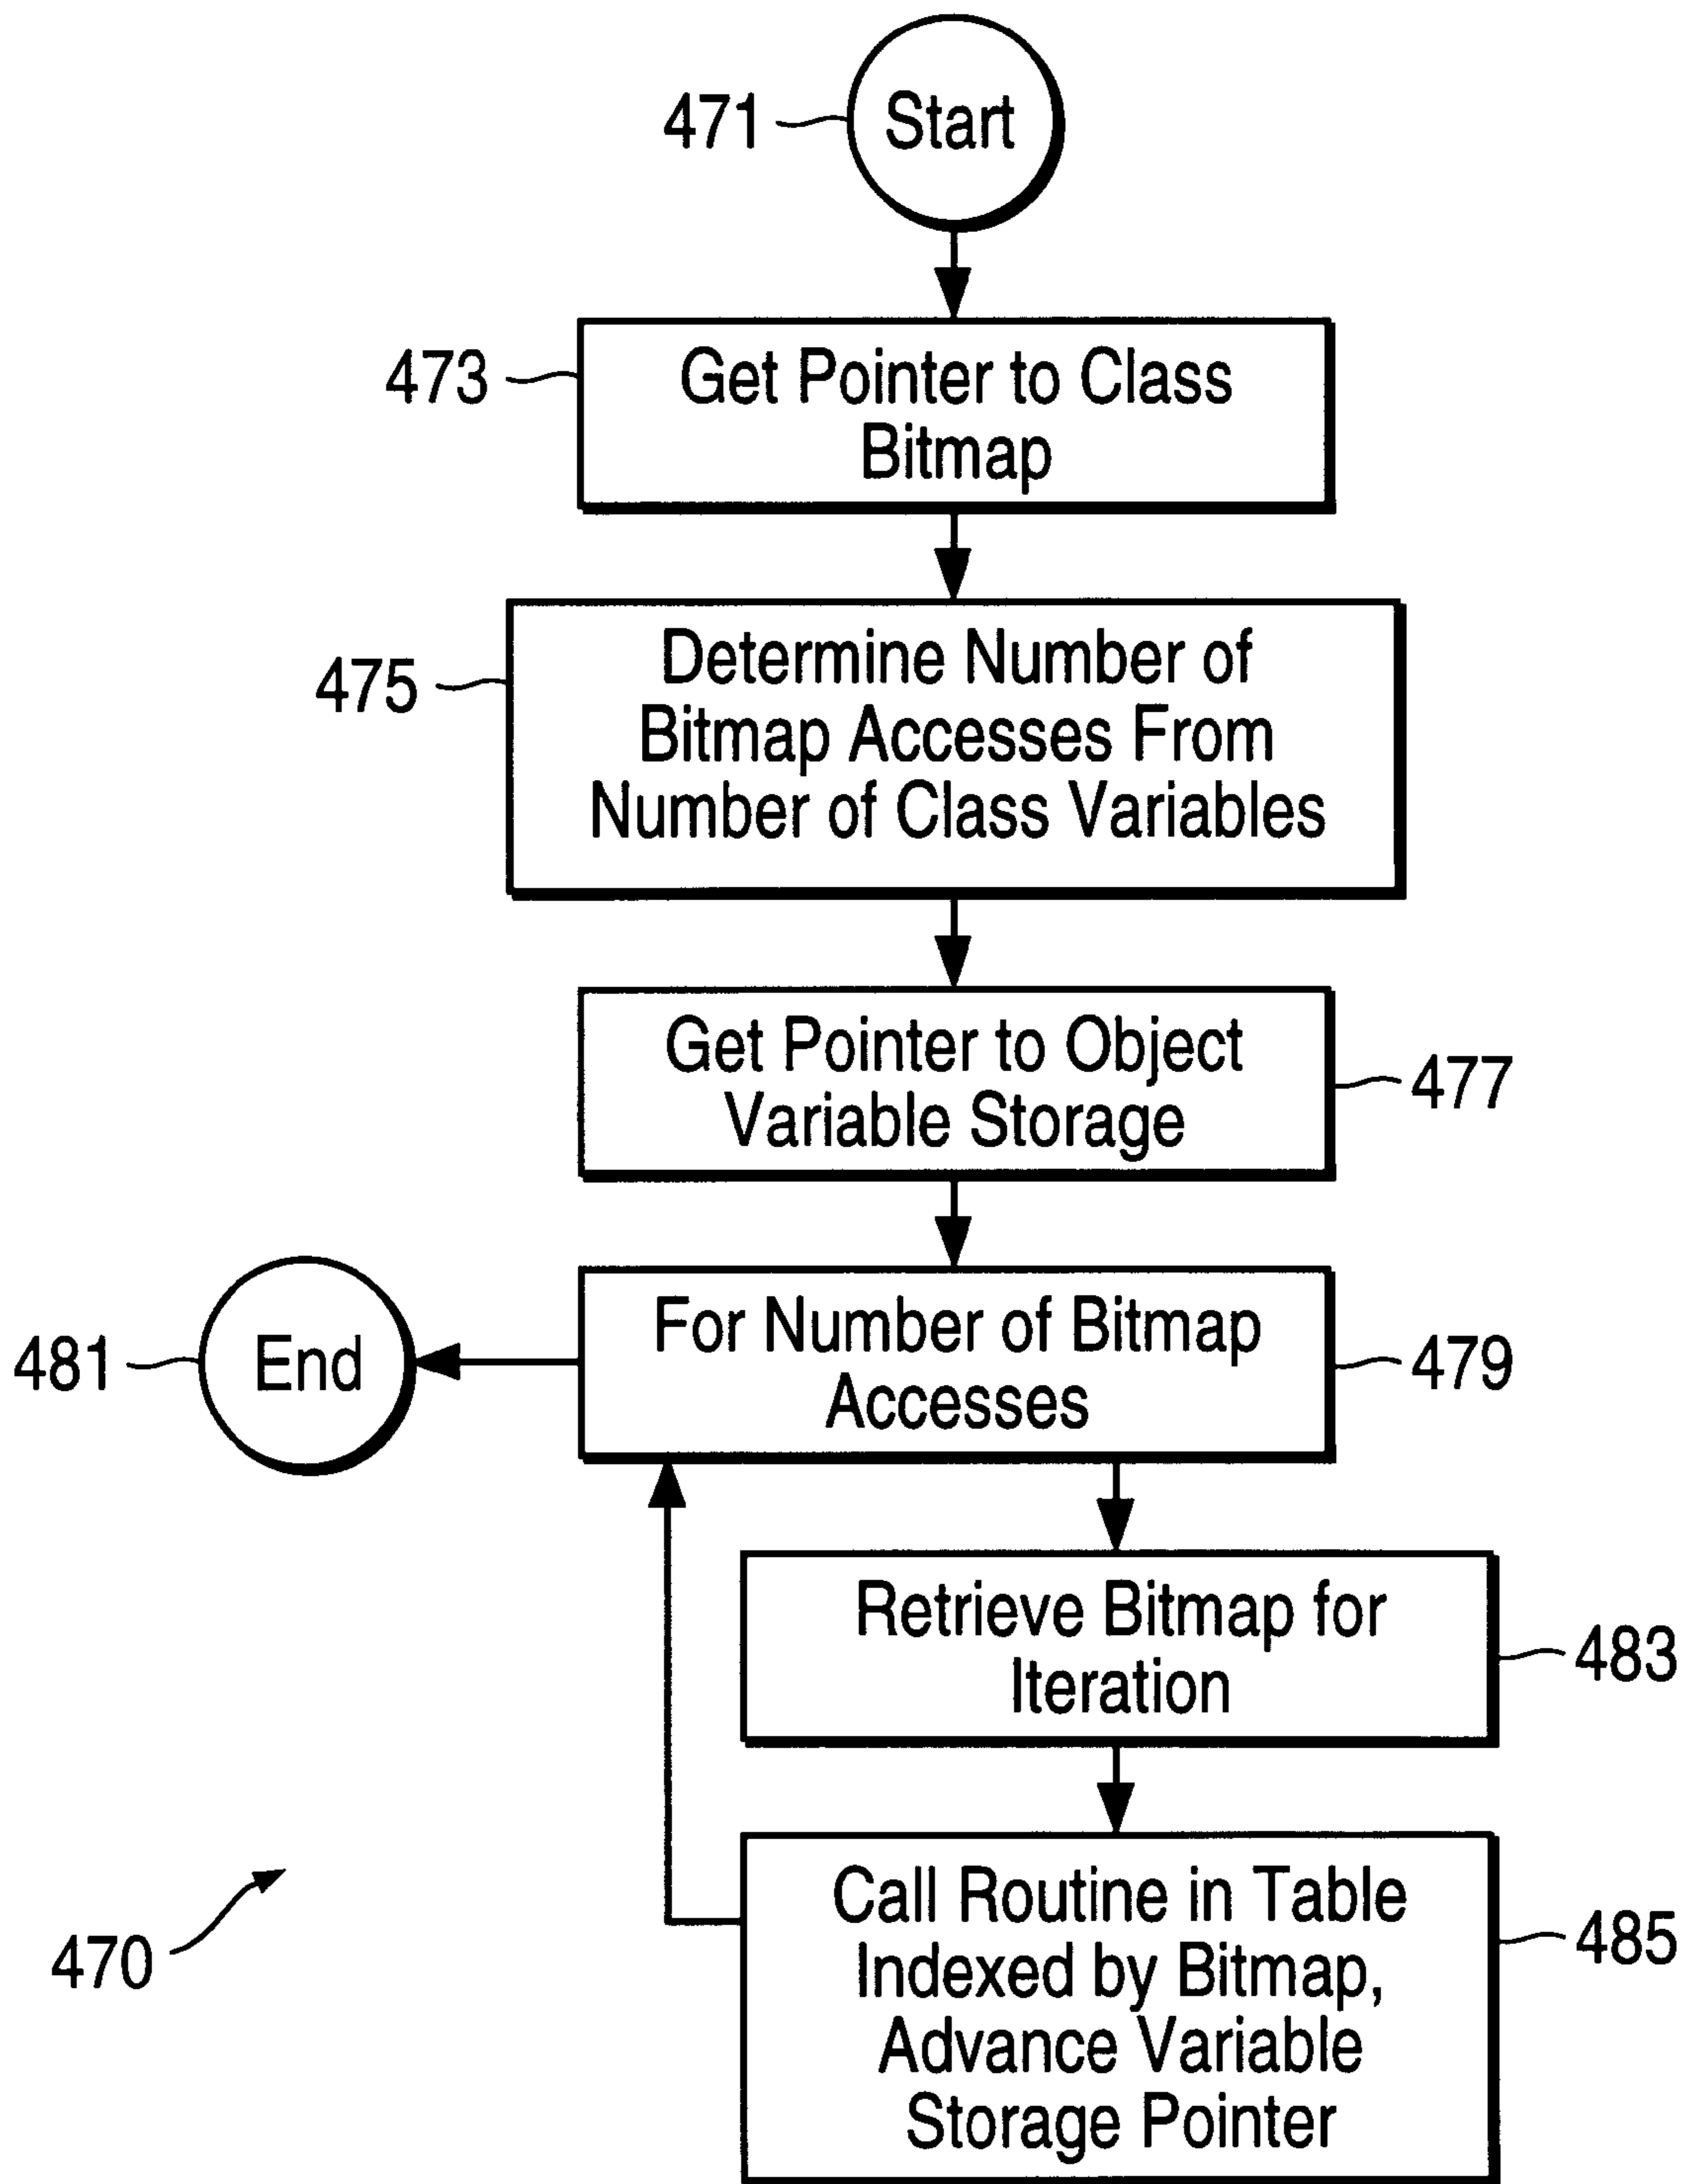 471
Start
473
Get Pointer to Class
Bitmap
475
Determine Number of
Bitmap Accesses From
Number of Class Variables
Get Pointer to Object
Variable Storage
477
481
End
For Number of Bitmap
Accesses
479
Retrieve Bitmap for
Iteration
483
Call Routine in Table
Indexed by Bitmap,
Advance Variable
Storage Pointer
485
470